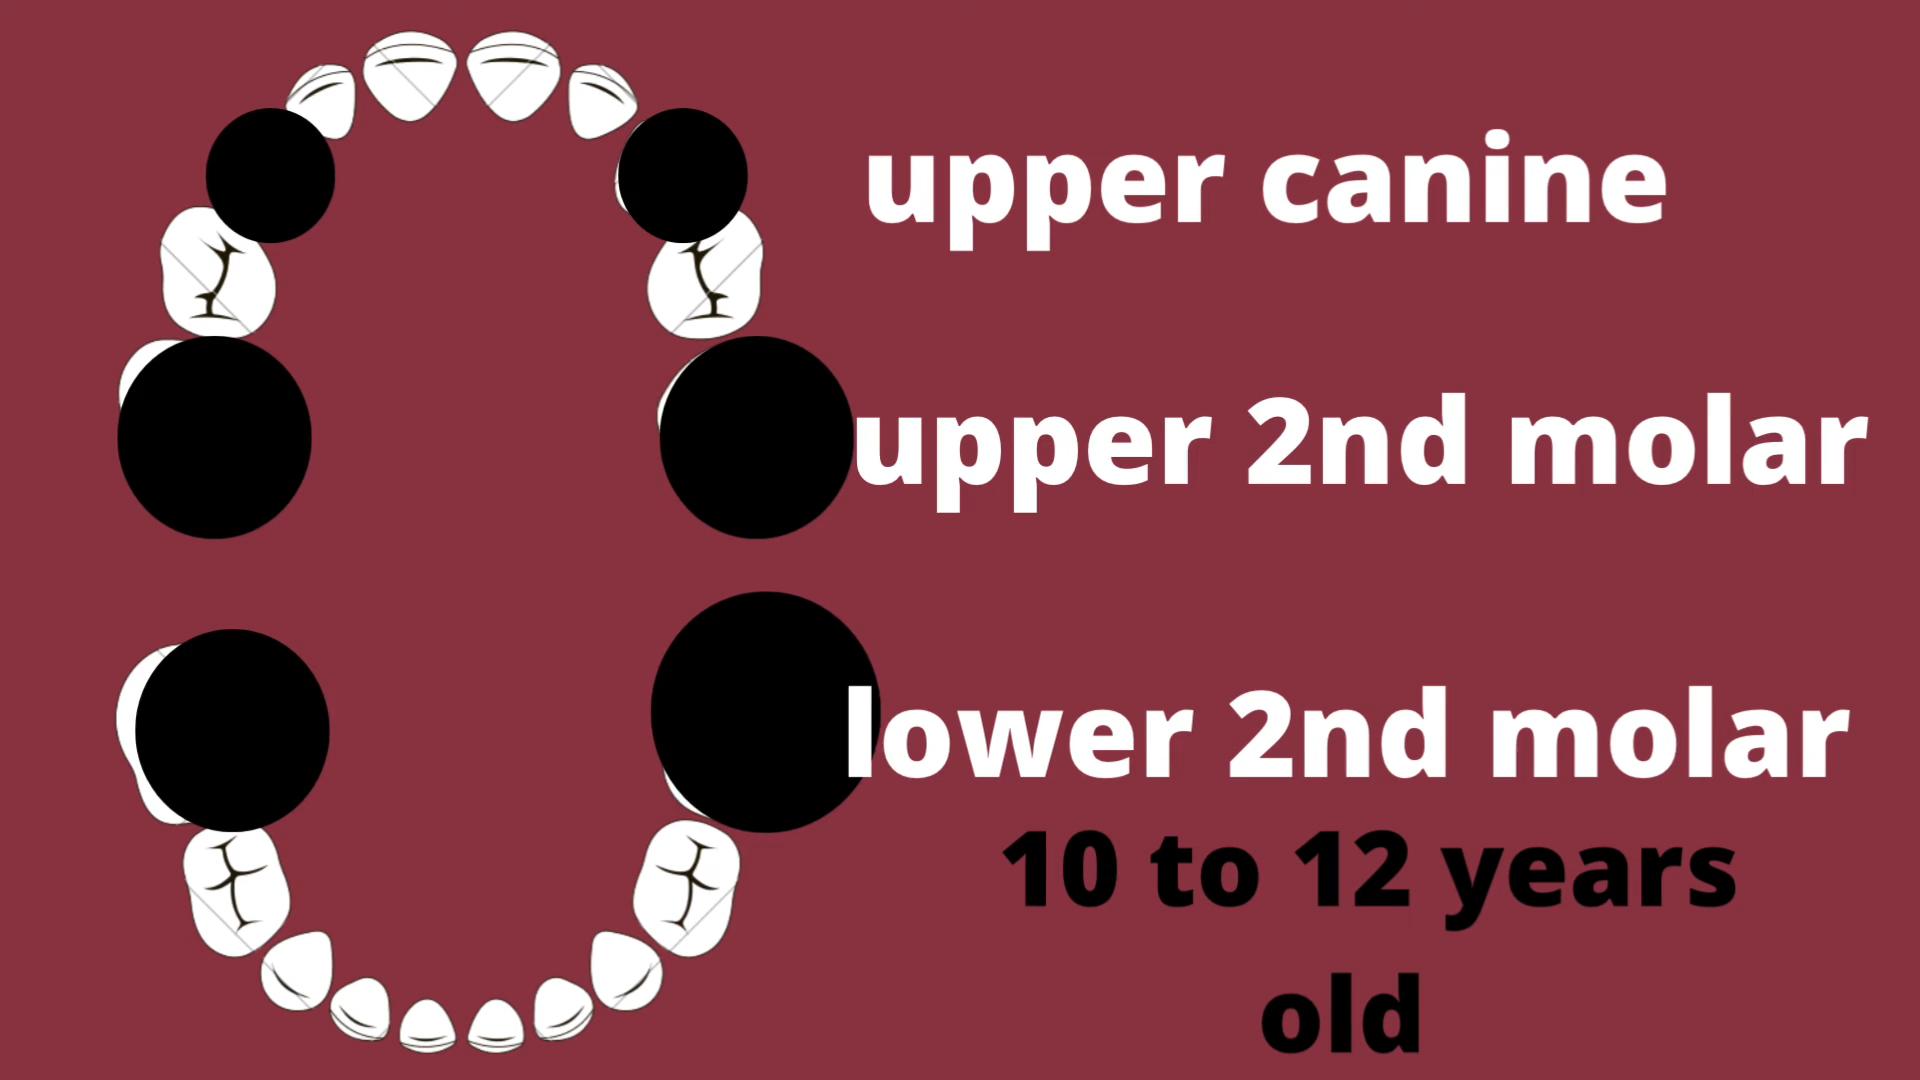 upper canine
upper 2nd molar
lower 2nd molar
10 to 12 years
old